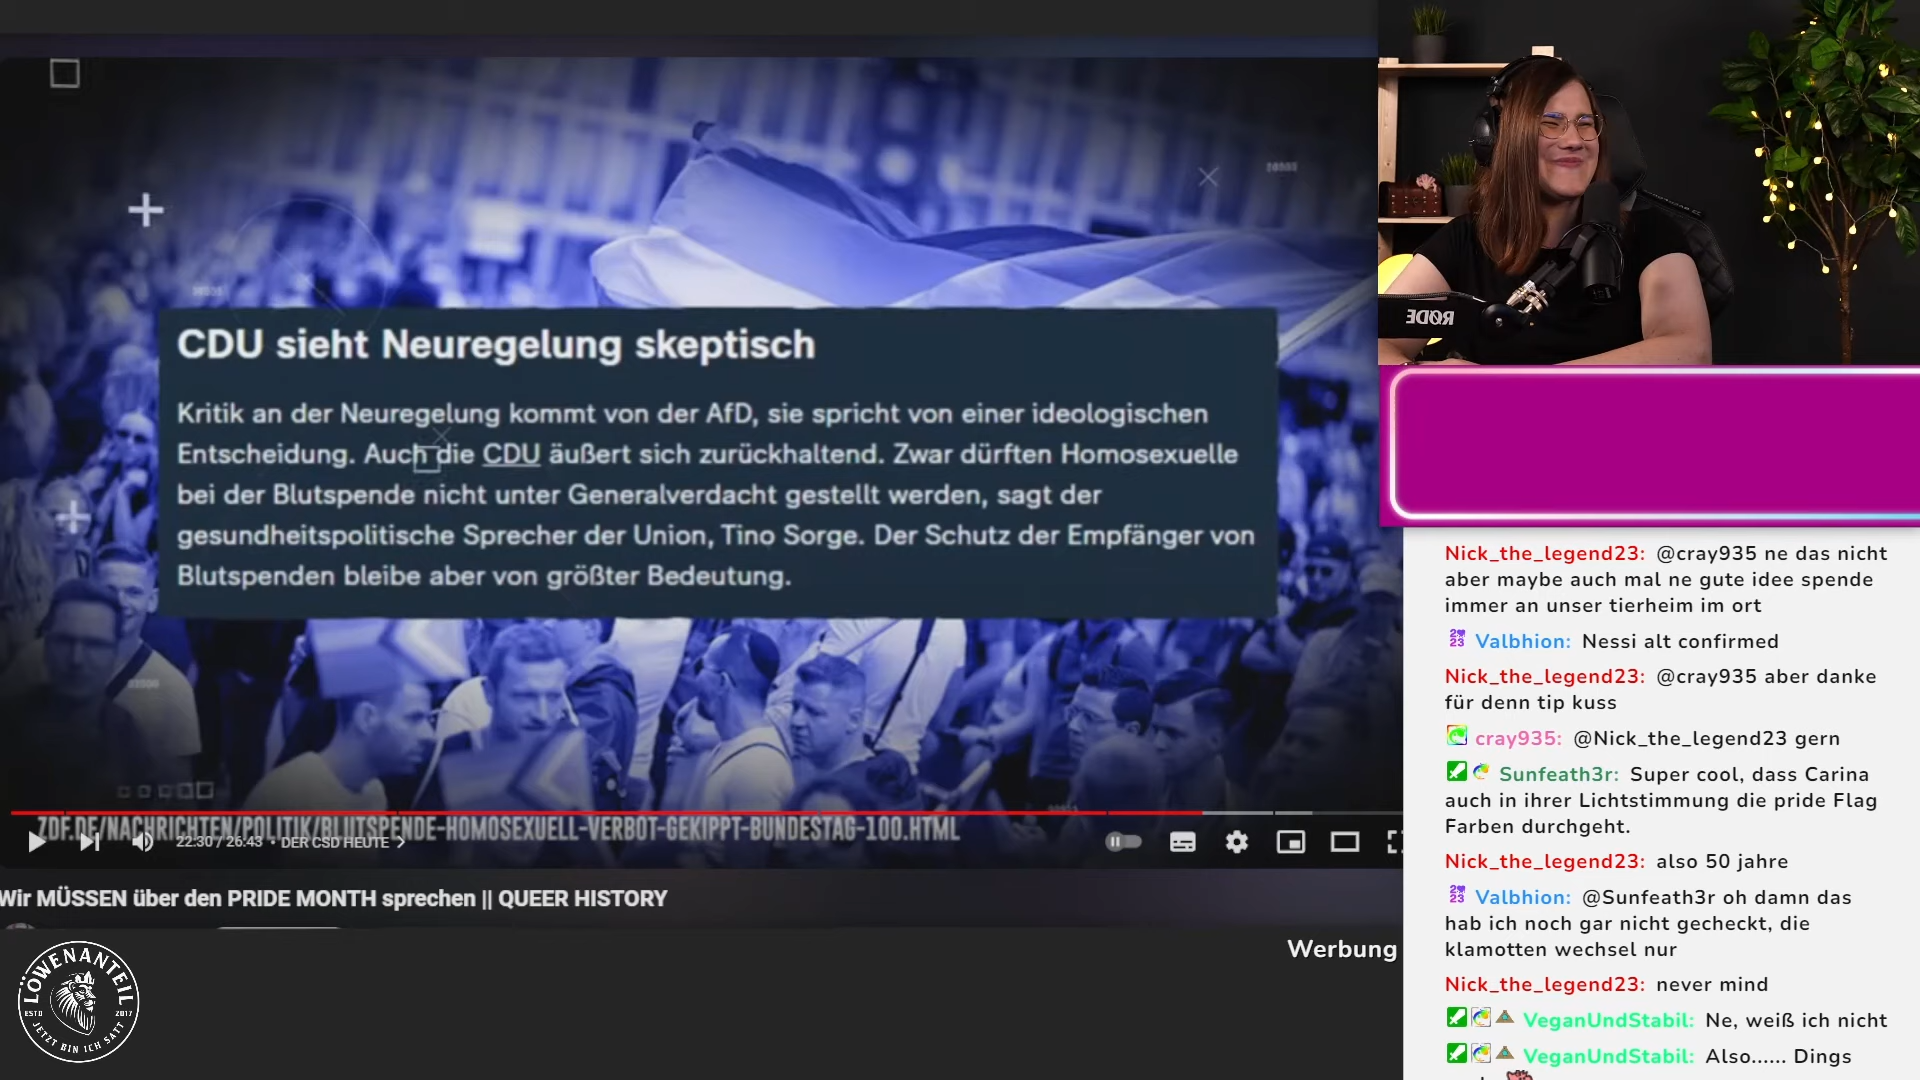 CDU sieht Neuregelung skeptisch
Kritik an der Neuregelung kommt von der AfD, sie spricht von einer ideologischen
Entscheidung. Auch die CDU äußert sich zurückhaltend. Zwar dürften Homosexuelle
bei der Blutspende nicht unter Generalverdacht gestellt werden, sagt der
gesundheitspolitische Sprecher der Union, Tino Sorge. Der Schutz der Empfänger von
Blutspenden bleibe aber von größter Bedeutung.
ZDF.DE/NACHRICHTEN/POLITIK/BLUTSPENDE-HOMOSEXUELL-VERBOT-GEKIPPT-BUNDESTAG-100.HTML
22:30 / 26:43 • DER CSD HEUTE
Wir MÜSSEN über den PRIDE MONTH sprechen || QUEER HISTORY
LÖWENANTEIL
ESTD 2017
JETZT BIN ICH SATT
Werbung
RØDE
Nick_the_legend23: @cray935 ne das nicht
aber maybe auch mal ne gute idee spende
immer an unser tierheim im ort
Valbhion: Nessi alt confirmed
Nick_the_legend23: @cray935 aber danke
für denn tip kuss
cray935: @Nick_the_legend23 gern
Sunfeath3r: Super cool, dass Carina
auch in ihrer Lichtstimmung die pride Flag
Farben durchgeht.
Nick_the_legend23: also 50 jahre
Valbhion: @Sunfeath3r oh damn das
hab ich noch gar nicht gecheckt, die
klamotten wechsel nur
Nick_the_legend23: never mind
VeganUndStabil: Ne, weiß ich nicht
VeganUndStabil: Also...... Dings